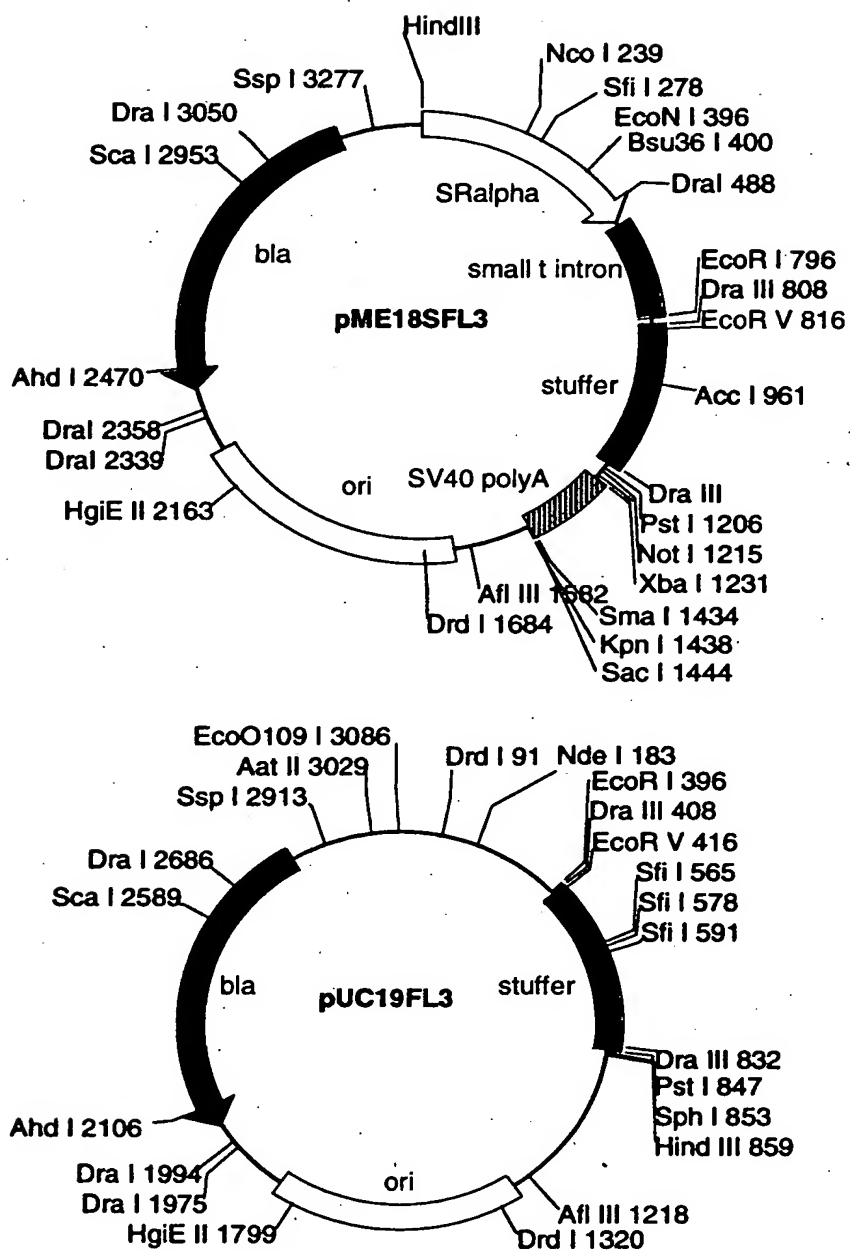 HindIII
Nco I 239
Ssp I 3277
Sfi I 278
Dra I 3050
EcoN I 396
Sca I 2953
Bsu36 I 400
SRalpha
DraI 488
bla
small t intron
EcoR I 796
Dra III 808
pME18SFL3
EcoR V 816
Ahd I 2470
stuffer
Acc I 961
DraI 2358
DraI 2339
ori
SV40 polyA
Dra III
HgiE II 2163
Pst I 1206
Not I 1215
Xba I 1231
Afl III 1582
Sma I 1434
Drd I 1684
Kpn I 1438
Sac I 1444
EcoO109 I 3086
Drd I 91
Nde I 183
Aat II 3029
EcoR I 396
Ssp I 2913
Dra III 408
EcoR V 416
Dra I 2686
Sfi I 565
Sca I 2589
Sfi I 578
Sfi I 591
bla
pUC19FL3
stuffer
Dra III 832
Pst I 847
Ahd I 2106
Sph I 853
Hind III 859
Dra I 1994
ori
Dra I 1975
Afl III 1218
HgiE II 1799
Drd I 1320